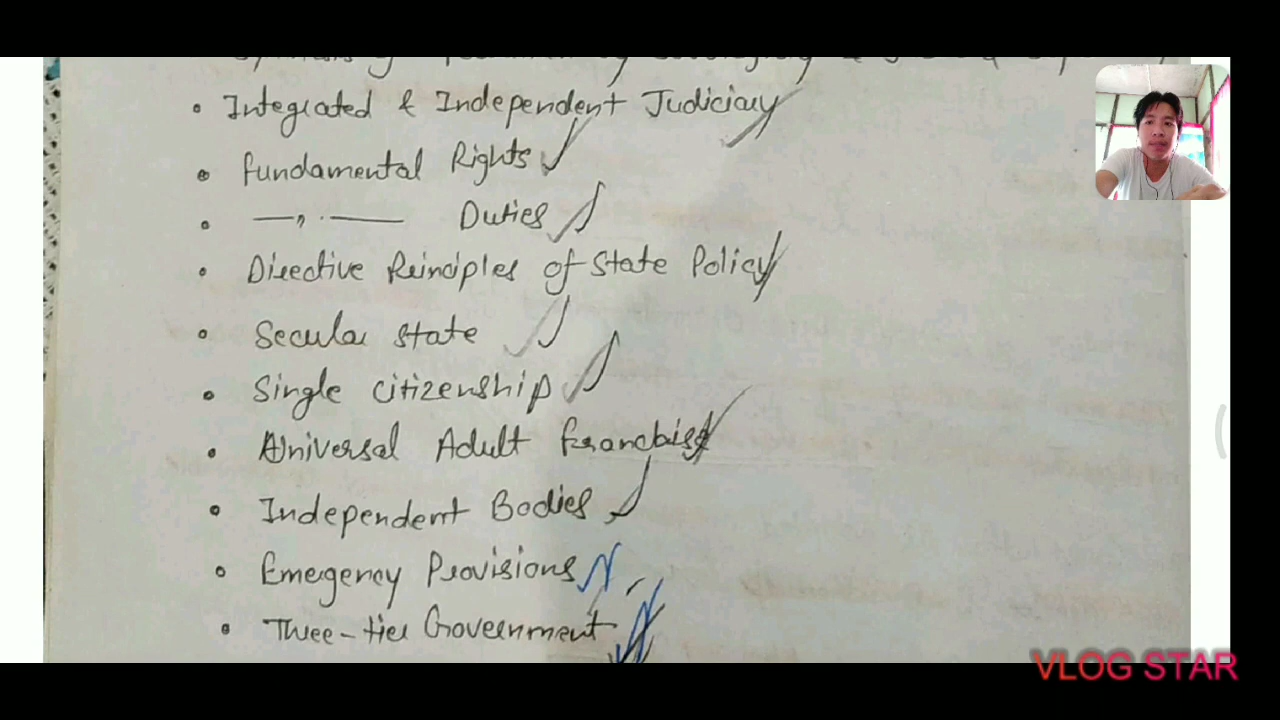 • Integrated & Independent Judiciary
• Fundamental Rights
• —〃— Duties
• Directive Principles of State Policy
• Secular State
• Single citizenship
• Universal Adult Franchise
• Independent Bodies
• Emergency Provisions
• Three-tier Government
VLOG STAR